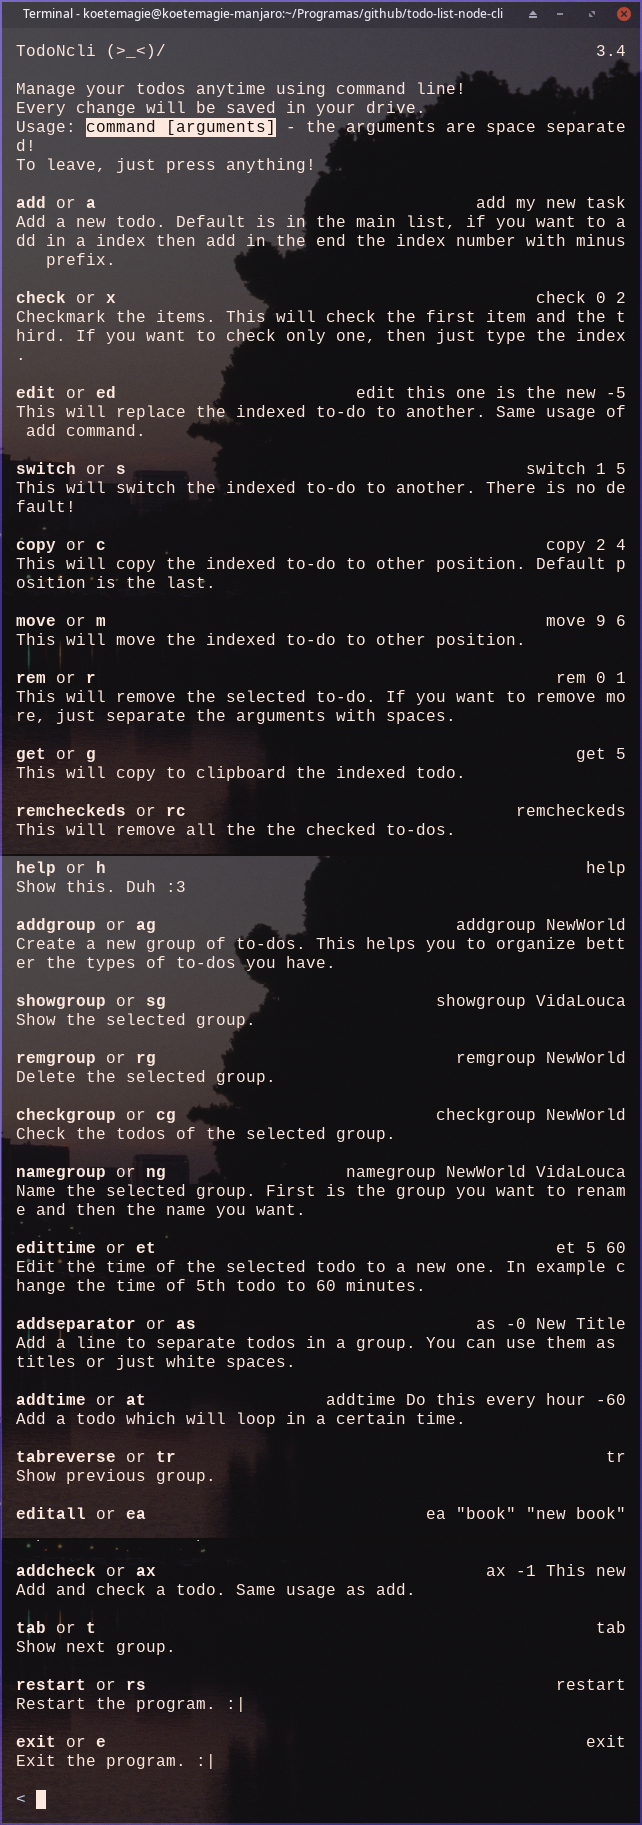 Terminal - koetemagie@koetemagie-manjaro:~/Programas/github/todo-list-node-cli
TodoNcli (>_<)/ 3.4
Manage your todos anytime using command line!
Every change will be saved in your drive.
Usage: command [arguments] - the arguments are space separate
d!
To leave, just press anything!
add or a add my new task
Add a new todo. Default is in the main list, if you want to a
dd in a index then add in the end the index number with minus
prefix.
check or x check 0 2
Checkmark the items. This will check the first item and the t
hird. If you want to check only one, then just type the index
.
edit or ed edit this one is the new -5
This will replace the indexed to-do to another. Same usage of
add command.
switch or s switch 1 5
This will switch the indexed to-do to another. There is no de
fault!
copy or c copy 2 4
This will copy the indexed to-do to other position. Default p
osition is the last.
move or m move 9 6
This will move the indexed to-do to other position.
rem or r rem 0 1
This will remove the selected to-do. If you want to remove mo
re, just separate the arguments with spaces.
get or g get 5
This will copy to clipboard the indexed todo.
remcheckeds or rc remcheckeds
This will remove all the the checked to-dos.
help or h help
Show this. Duh :3
addgroup or ag addgroup NewWorld
Create a new group of to-dos. This helps you to organize bett
er the types of to-dos you have.
showgroup or sg showgroup VidaLouca
Show the selected group.
remgroup or rg remgroup NewWorld
Delete the selected group.
checkgroup or cg checkgroup NewWorld
Check the todos of the selected group.
namegroup or ng namegroup NewWorld VidaLouca
Name the selected group. First is the group you want to renam
e and then the name you want.
edittime or et et 5 60
Edit the time of the selected todo to a new one. In example c
hange the time of 5th todo to 60 minutes.
addseparator or as as -0 New Title
Add a line to separate todos in a group. You can use them as
titles or just white spaces.
addtime or at addtime Do this every hour -60
Add a todo which will loop in a certain time.
tabreverse or tr tr
Show previous group.
editall or ea ea "book" "new book"
addcheck or ax ax -1 This new
Add and check a todo. Same usage as add.
tab or t tab
Show next group.
restart or rs restart
Restart the program. :|
exit or e exit
Exit the program. :|
<